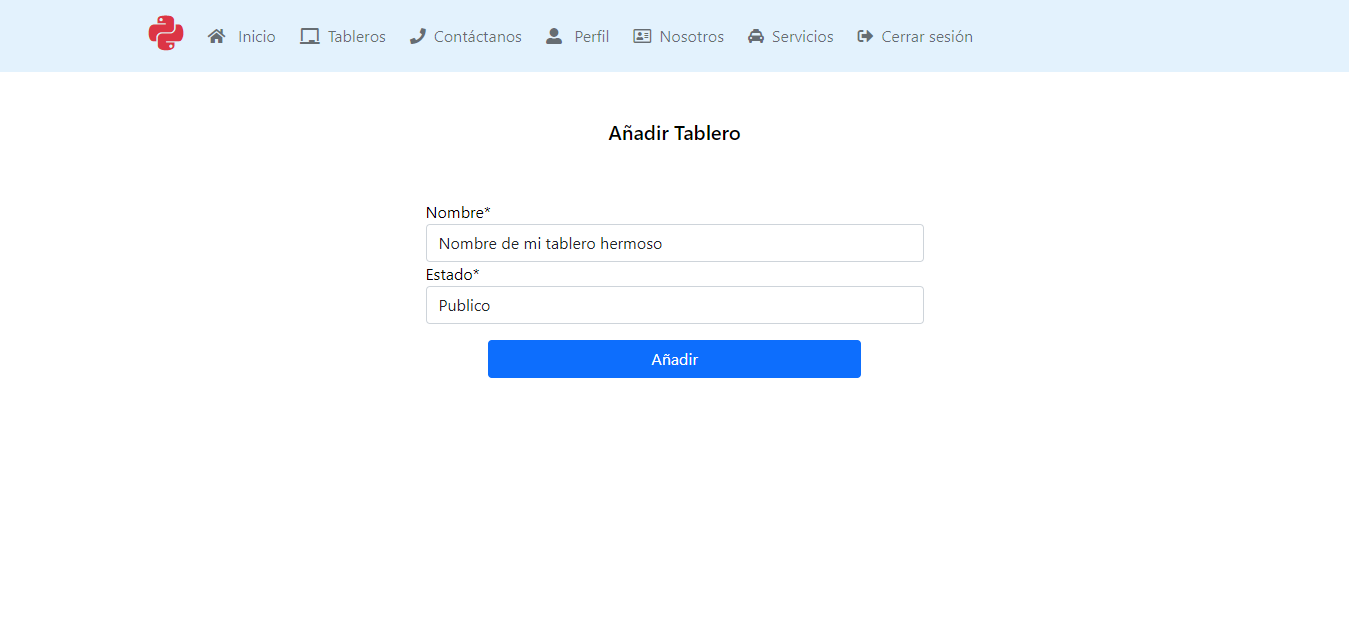 Inicio Tableros Contáctanos Perfil Nosotros Servicios Cerrar sesión
Añadir Tablero
Nombre*
Nombre de mi tablero hermoso
Estado*
Publico
Añadir